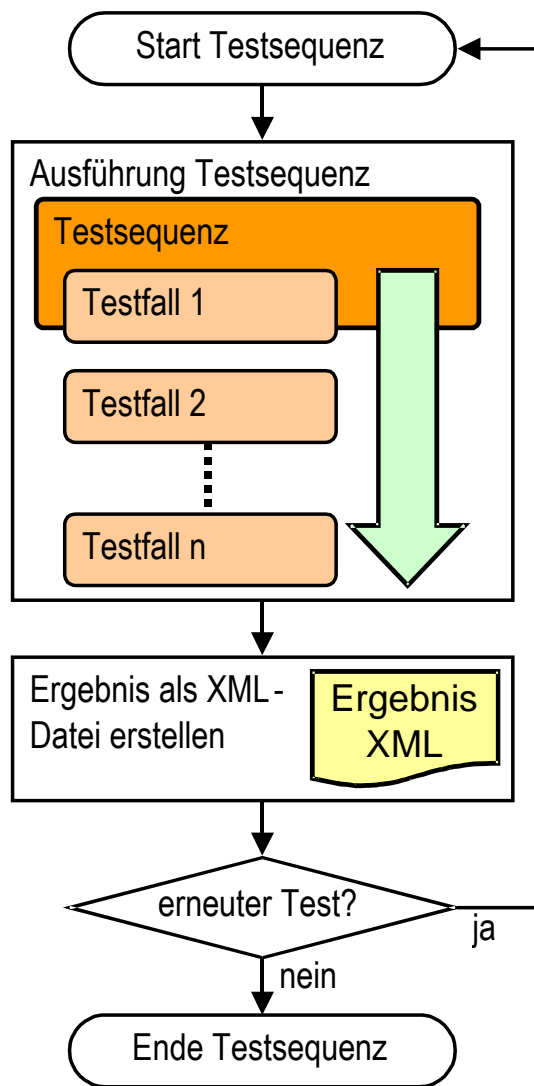 Start Testsequenz
Ausführung Testsequenz
Testsequenz
Testfall 1
Testfall 2
Testfall n
Ergebnis als XML-
Datei erstellen
Ergebnis
XML
erneuter Test?
ja
nein
Ende Testsequenz